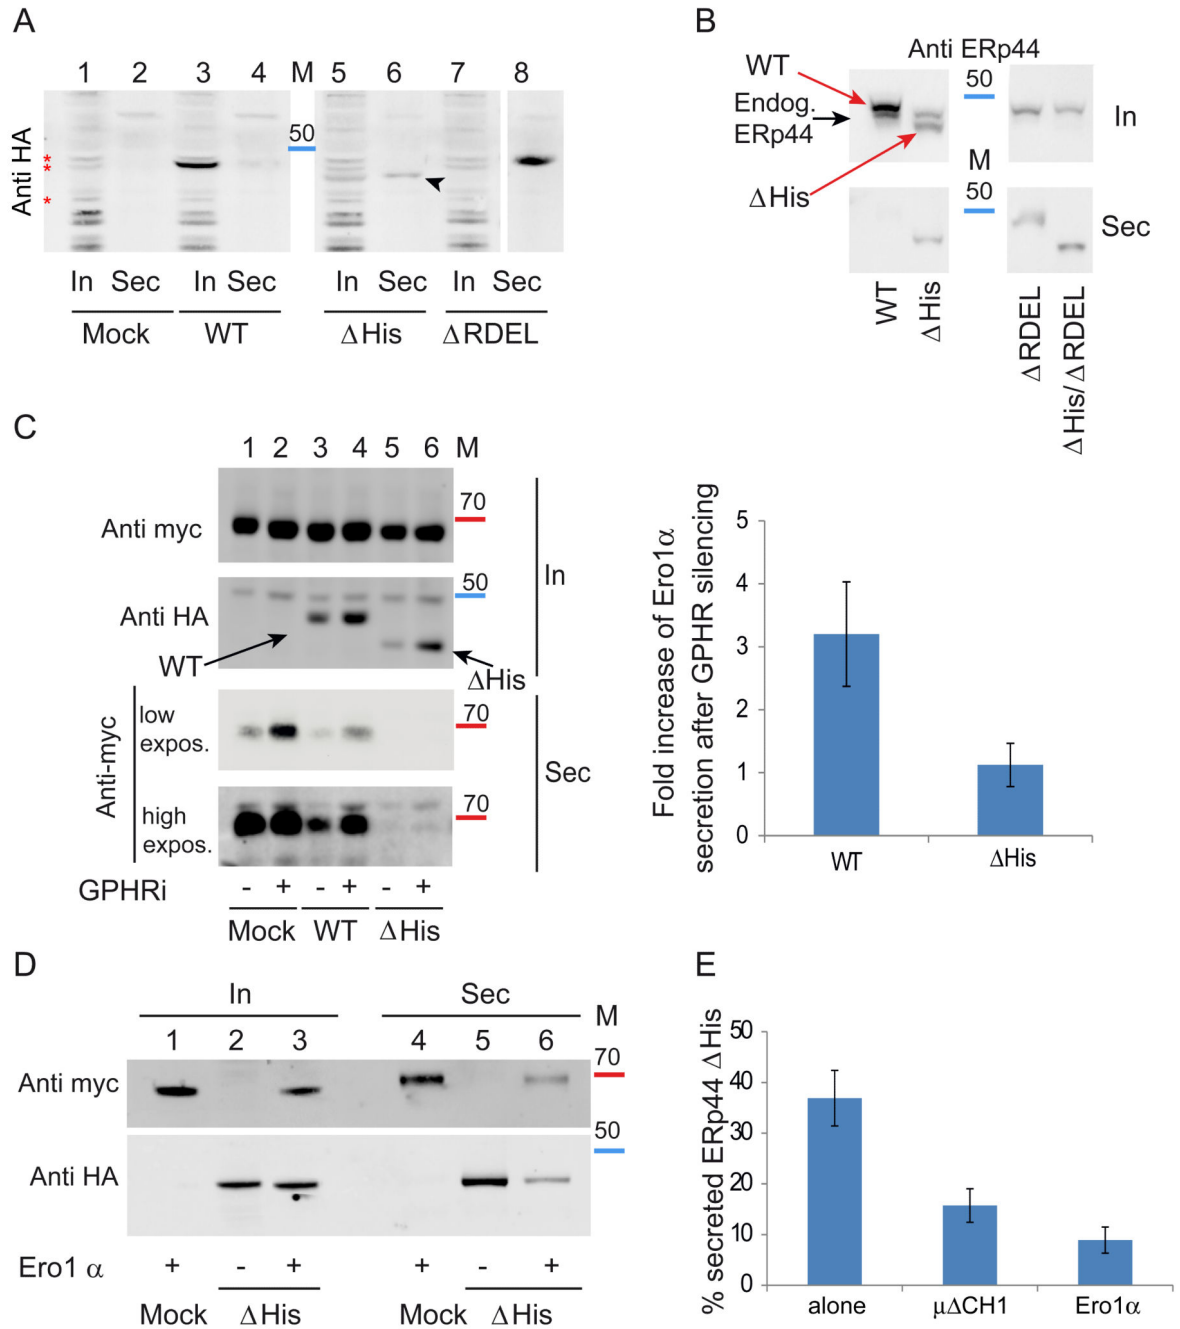 A
1 2 3 4 M 5 6 7 8
50
Anti HA
*
*
*
In Sec In Sec In Sec In Sec
Mock WT ΔHis ΔRDEL
B
Anti ERp44
WT
50
Endog.
ERp44
In
M
ΔHis
50
Sec
WT ΔHis ΔRDEL ΔHis/ΔRDEL
C
1 2 3 4 5 6 M
70
Anti myc
50
In
Anti HA
WT
ΔHis
Anti-myc
low
expos.
70
Sec
high
expos.
70
GPHRi - + - + - +
Mock WT ΔHis
Fold increase of Ero1α
secretion after GPHR silencing
5
4
3
2
1
0
WT ΔHis
D
In Sec
M
1 2 3 4 5 6
70
Anti myc
50
Anti HA
Ero1 α + - + + - +
Mock ΔHis Mock ΔHis
E
% secreted ERp44 ΔHis
50
40
30
20
10
0
alone μΔCH1 Ero1α